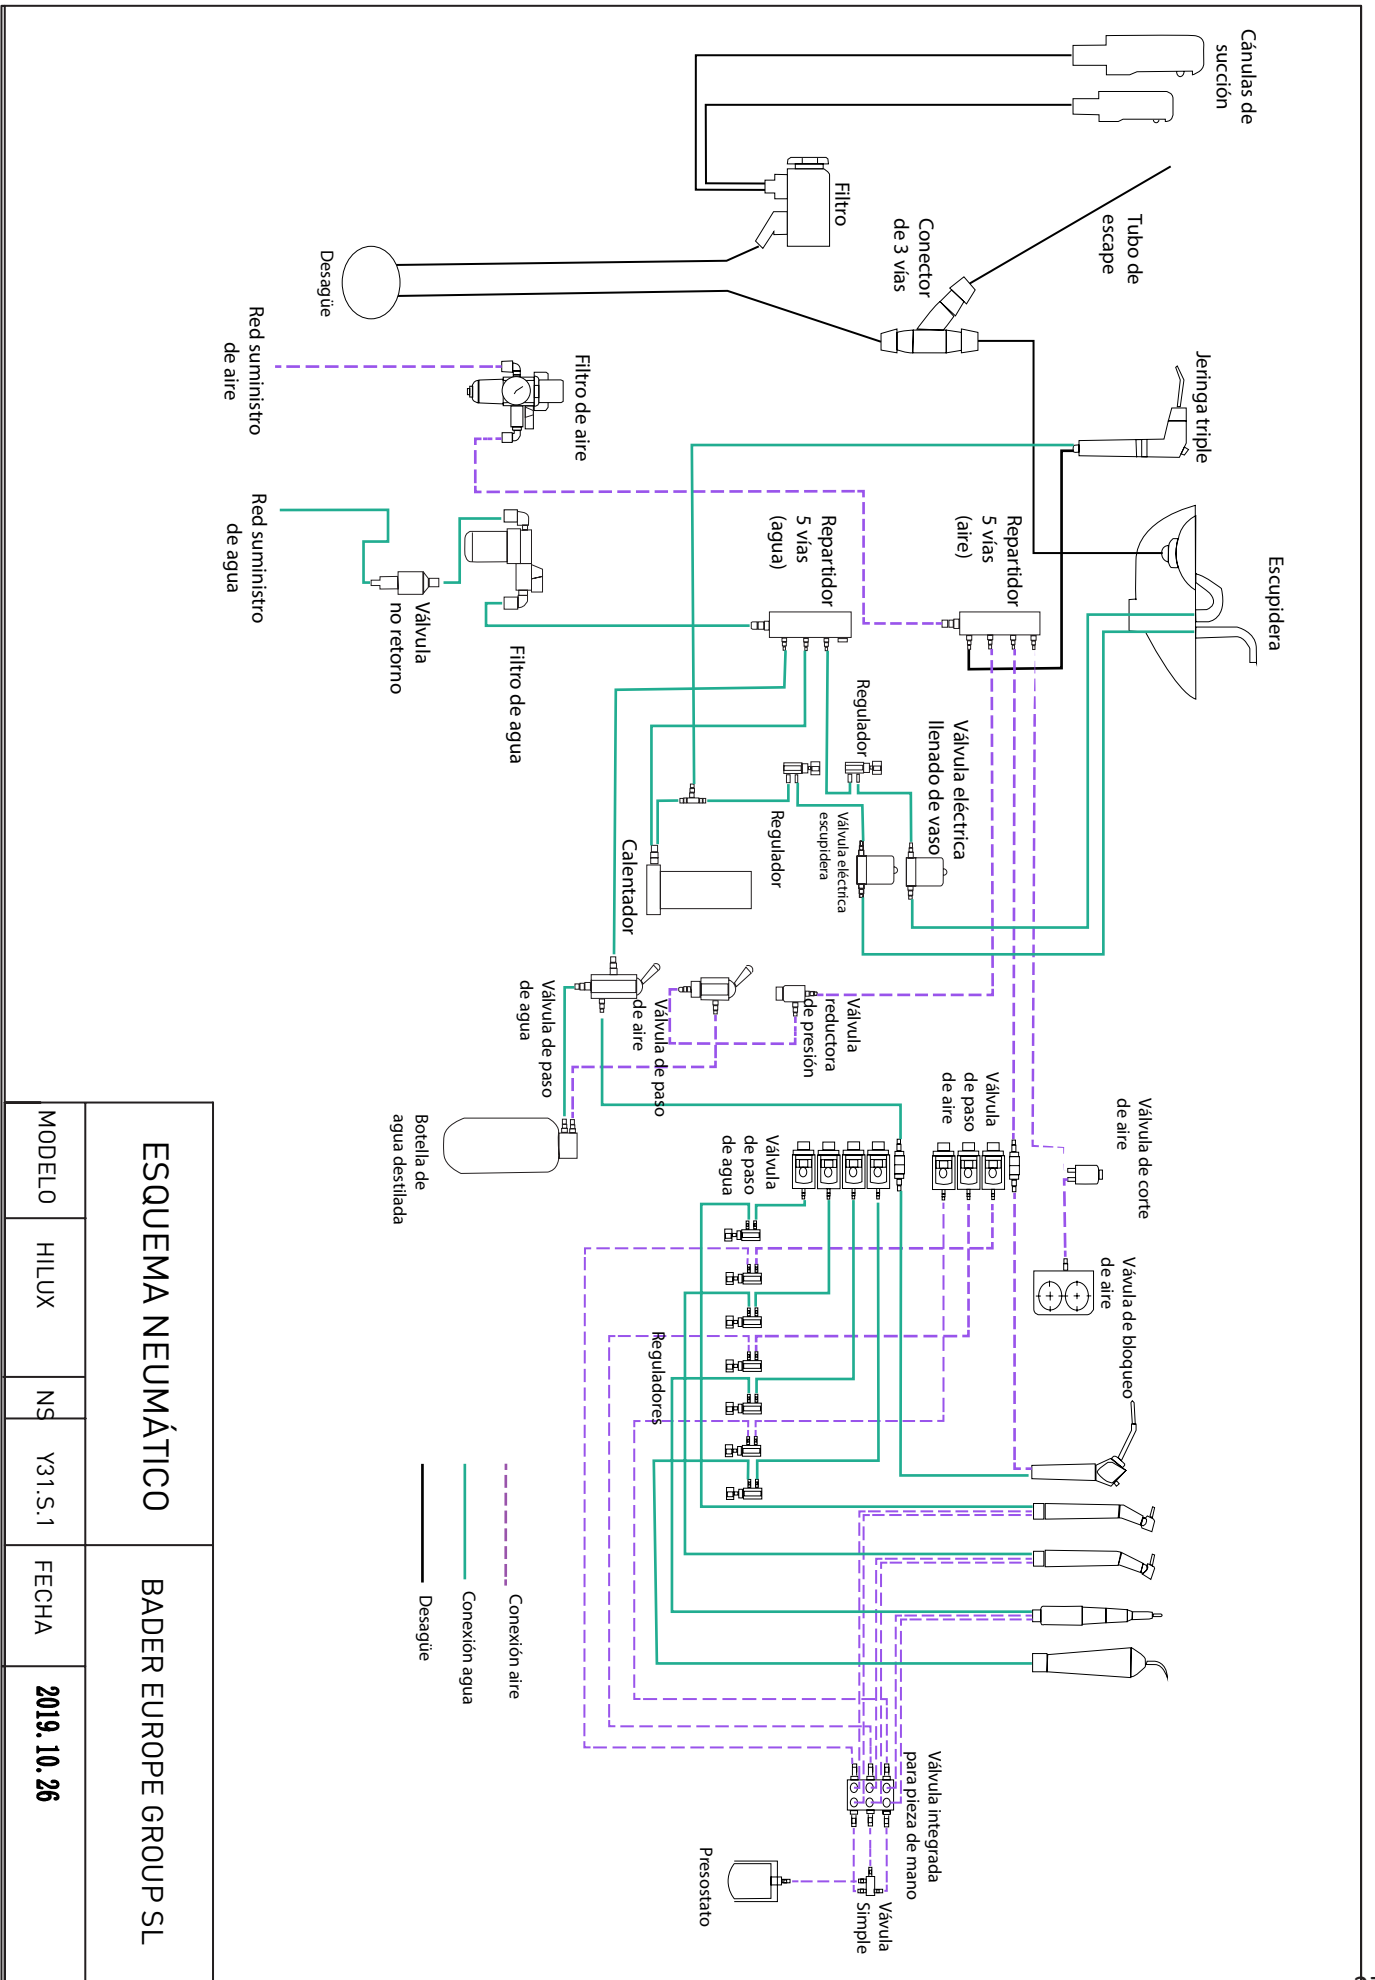 Cánulas de
succión
Filtro
Tubo de
escape
Conector
de 3 vías
Desagüe
Jeringa triple
Escupidera
Red suministro
de aire
Filtro de aire
Red suministro
de agua
Válvula
no retorno
Filtro de agua
Repartidor
5 vías
(agua)
Repartidor
5 vías
(aire)
Regulador
Válvula eléctrica
llenado de vaso
Regulador
Válvula eléctrica
escupidera
Calentador
Válvula de paso
de agua
Válvula de paso
de aire
Válvula
reductora
de presión
Botella de
agua destilada
Válvula
de paso
de agua
Válvula
de paso
de aire
Válvula de corte
de aire
Vávula de bloqueo
de aire
Reguladores
Válvula integrada
para pieza de mano
Vávula
Simple
Presostato
Conexión aire
Conexión agua
Desagüe
ESQUEMA NEUMÁTICO
BADER EUROPE GROUP SL
MODELO
HILUX
NS
Y31.S.1
FECHA
2019.10.26